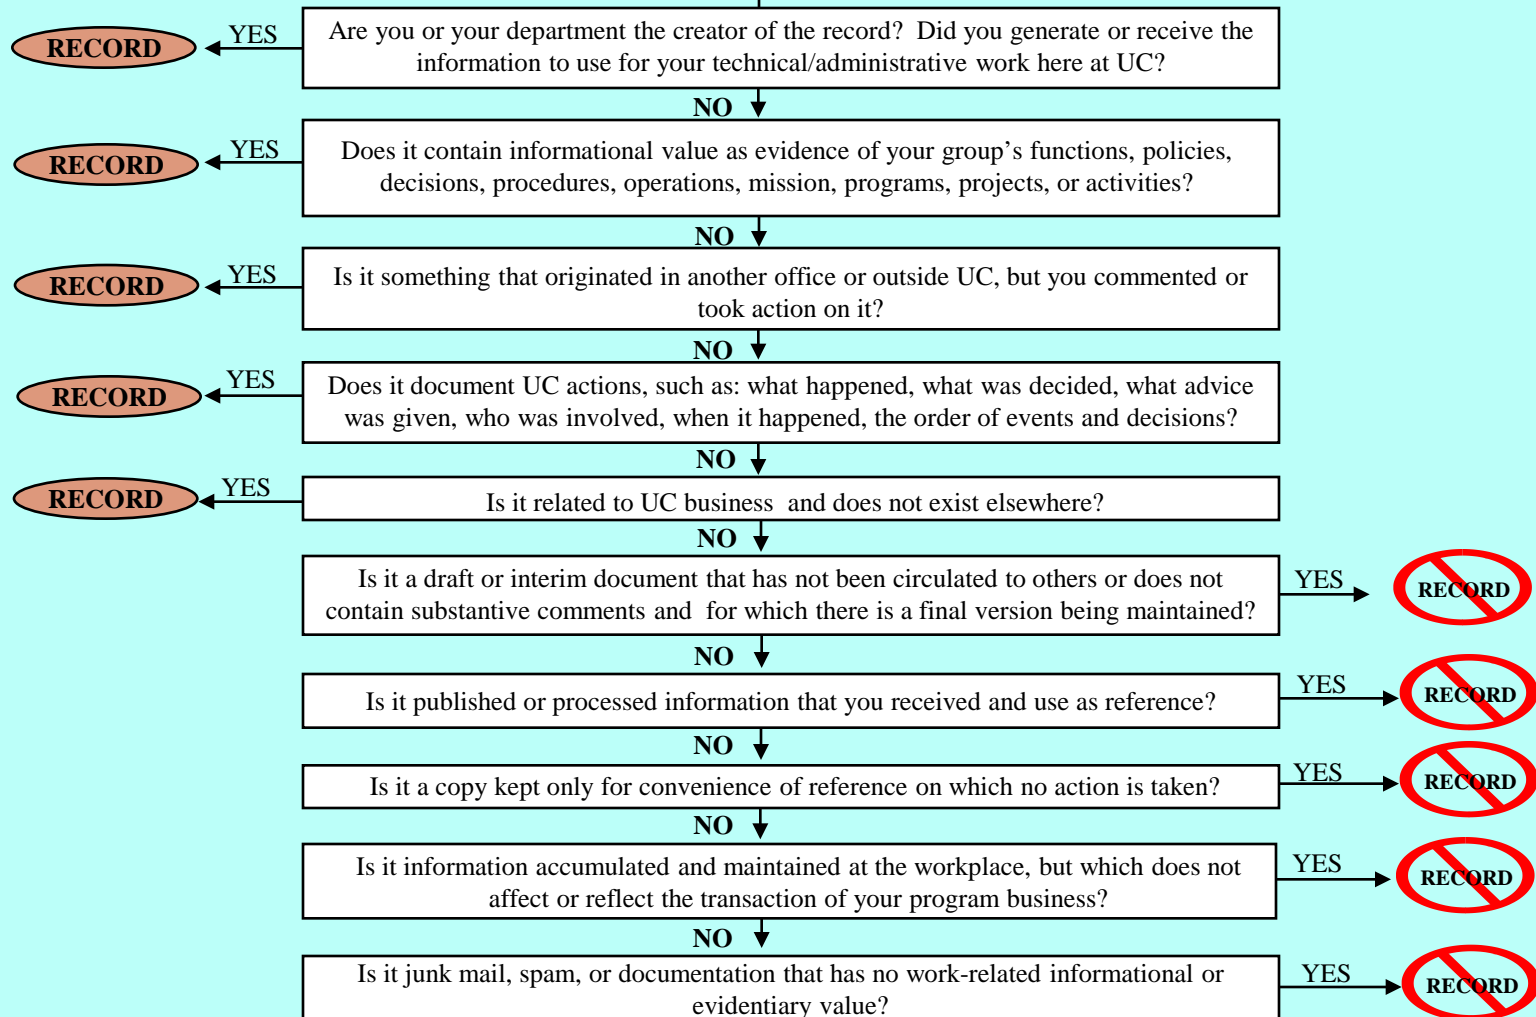 Are you or your department the creator of the record? Did you generate or receive the
information to use for your technical/administrative work here at UC?
YES
RECORD
NO
Does it contain informational value as evidence of your group's functions, policies,
decisions, procedures, operations, mission, programs, projects, or activities?
YES
RECORD
NO
Is it something that originated in another office or outside UC, but you commented or
took action on it?
YES
RECORD
NO
Does it document UC actions, such as: what happened, what was decided, what advice
was given, who was involved, when it happened, the order of events and decisions?
YES
RECORD
NO
Is it related to UC business and does not exist elsewhere?
YES
RECORD
NO
Is it a draft or interim document that has not been circulated to others or does not
contain substantive comments and for which there is a final version being maintained?
YES
RECORD
NO
Is it published or processed information that you received and use as reference?
YES
RECORD
NO
Is it a copy kept only for convenience of reference on which no action is taken?
YES
RECORD
NO
Is it information accumulated and maintained at the workplace, but which does not
affect or reflect the transaction of your program business?
YES
RECORD
NO
Is it junk mail, spam, or documentation that has no work-related informational or
evidentiary value?
YES
RECORD